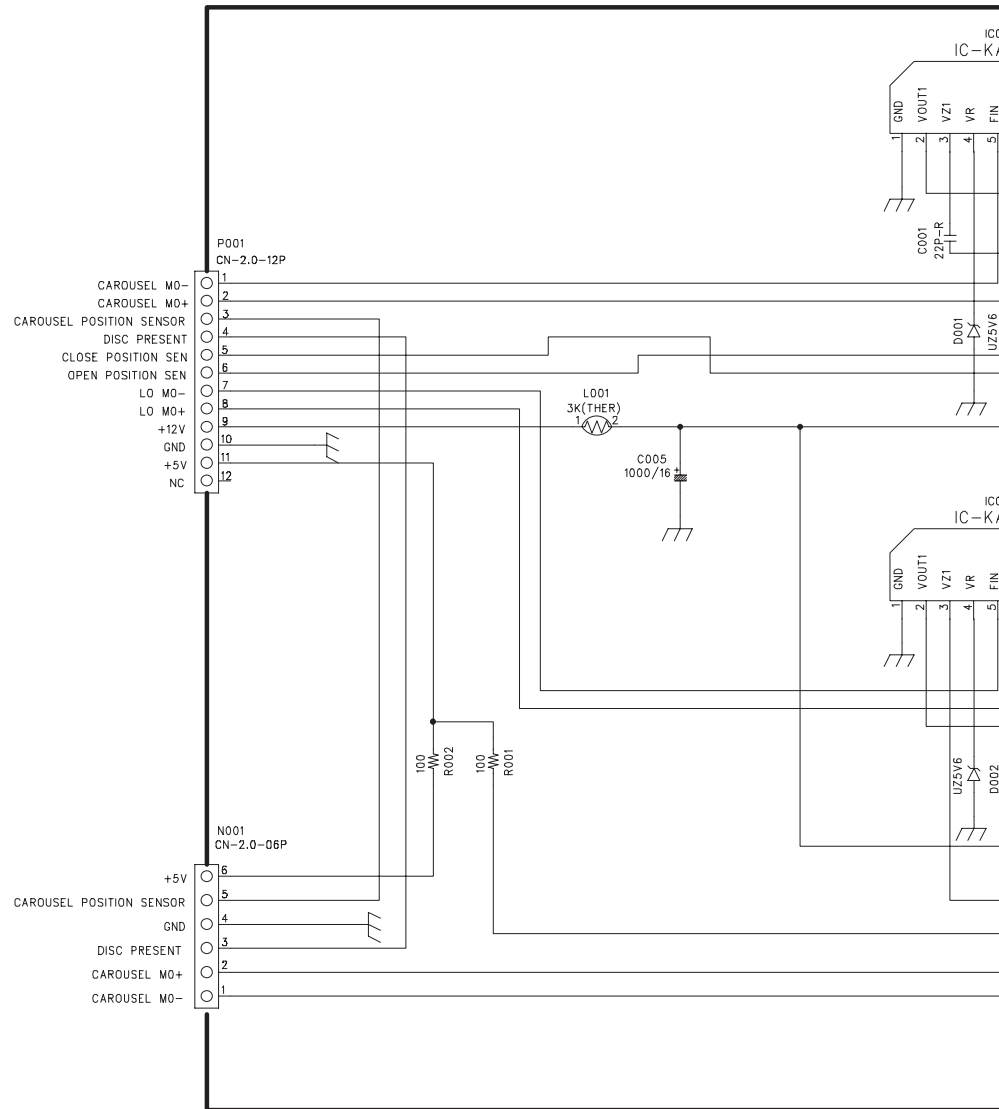 IC0
IC-KA
GND
VOUT1
VZ1
VR
FIN
1
2
3
4
5
C001
22P-R
D001
UZ5V6
P001
CN-2.0-12P
CAROUSEL MO- 1
CAROUSEL MO+ 2
CAROUSEL POSITION SENSOR 3
DISC PRESENT 4
CLOSE POSITION SEN 5
OPEN POSITION SEN 6
LO MO- 7
LO MO+ 8
+12V 9
GND 10
+5V 11
NC 12
L001
3K(THER)
1 2
C005
1000/16 +
IC0
IC-KA
GND
VOUT1
VZ1
VR
FIN
1
2
3
4
5
100
R002
100
R001
UZ5V6
D002
N001
CN-2.0-06P
+5V 6
CAROUSEL POSITION SENSOR 5
GND 4
DISC PRESENT 3
CAROUSEL MO+ 2
CAROUSEL MO- 1